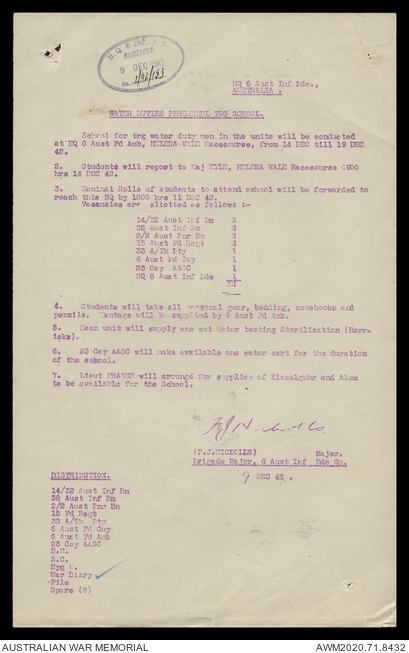 H.Q. 6 INF. BDE
RECEIVED
9 DEC 1942
HQ 6 Aust Inf Bde.,
AUSTRALIA.
WATER DUTIES PERSONNEL TRG SCHOOL.
School for trg water duty men in the units will be conducted
at HQ 6 Aust Fd Amb, HELENA VALE Racecourse, from 14 DEC till 19 DEC
42.
2. Students will report to Maj KYLE, HELENA VALE Racecourse 0900
hrs 14 DEC 42.
3. Nominal Rolls of students to attend school will be forwarded to
reach this HQ by 1800 hrs 11 DEC 42.
Vacancies are allotted as follows :-
14/32 Aust Inf Bn 2
38 Aust Inf Bn 2
2/2 Aust Pnr Bn
15 Aust Fd Regt 2
33 A/Tk Bty 1
6 Aust Fd Coy 1
23 Coy AASC 1
HQ 6 Aust Inf Bde 1
4. Students will take all personal gear, bedding, notebooks and
pencils. Tentage will be supplied by 6 Aust Fd Amb.
5. Each unit will supply one set Water testing Sterilization (Horr-
icks).
6. 23 Coy AASC will make available one water cart for the duration
of the school.
7. Lieut FRASER will arrange for supplies of Kieselguhr and Alum
to be available for the School.
FJ Nicholls
(F.J.NICHOLLS) Major.
Brigade Major, 6 Aust Inf Bde Gp.
9 DEC 42.
DISTRIBUTION.
14/32 Aust Inf Bn
38 Aust Inf Bn
2/2 Aust Pnr Bn
15 Fd Regt
33 A/Tk Bty
6 Aust Fd Coy
6 Aust Fd Amb
23 Coy AASC
B.M.
S.C.
Hyg O.
War Diary
File
Spare (2)
AUSTRALIAN WAR MEMORIAL AWM2020.71.8432